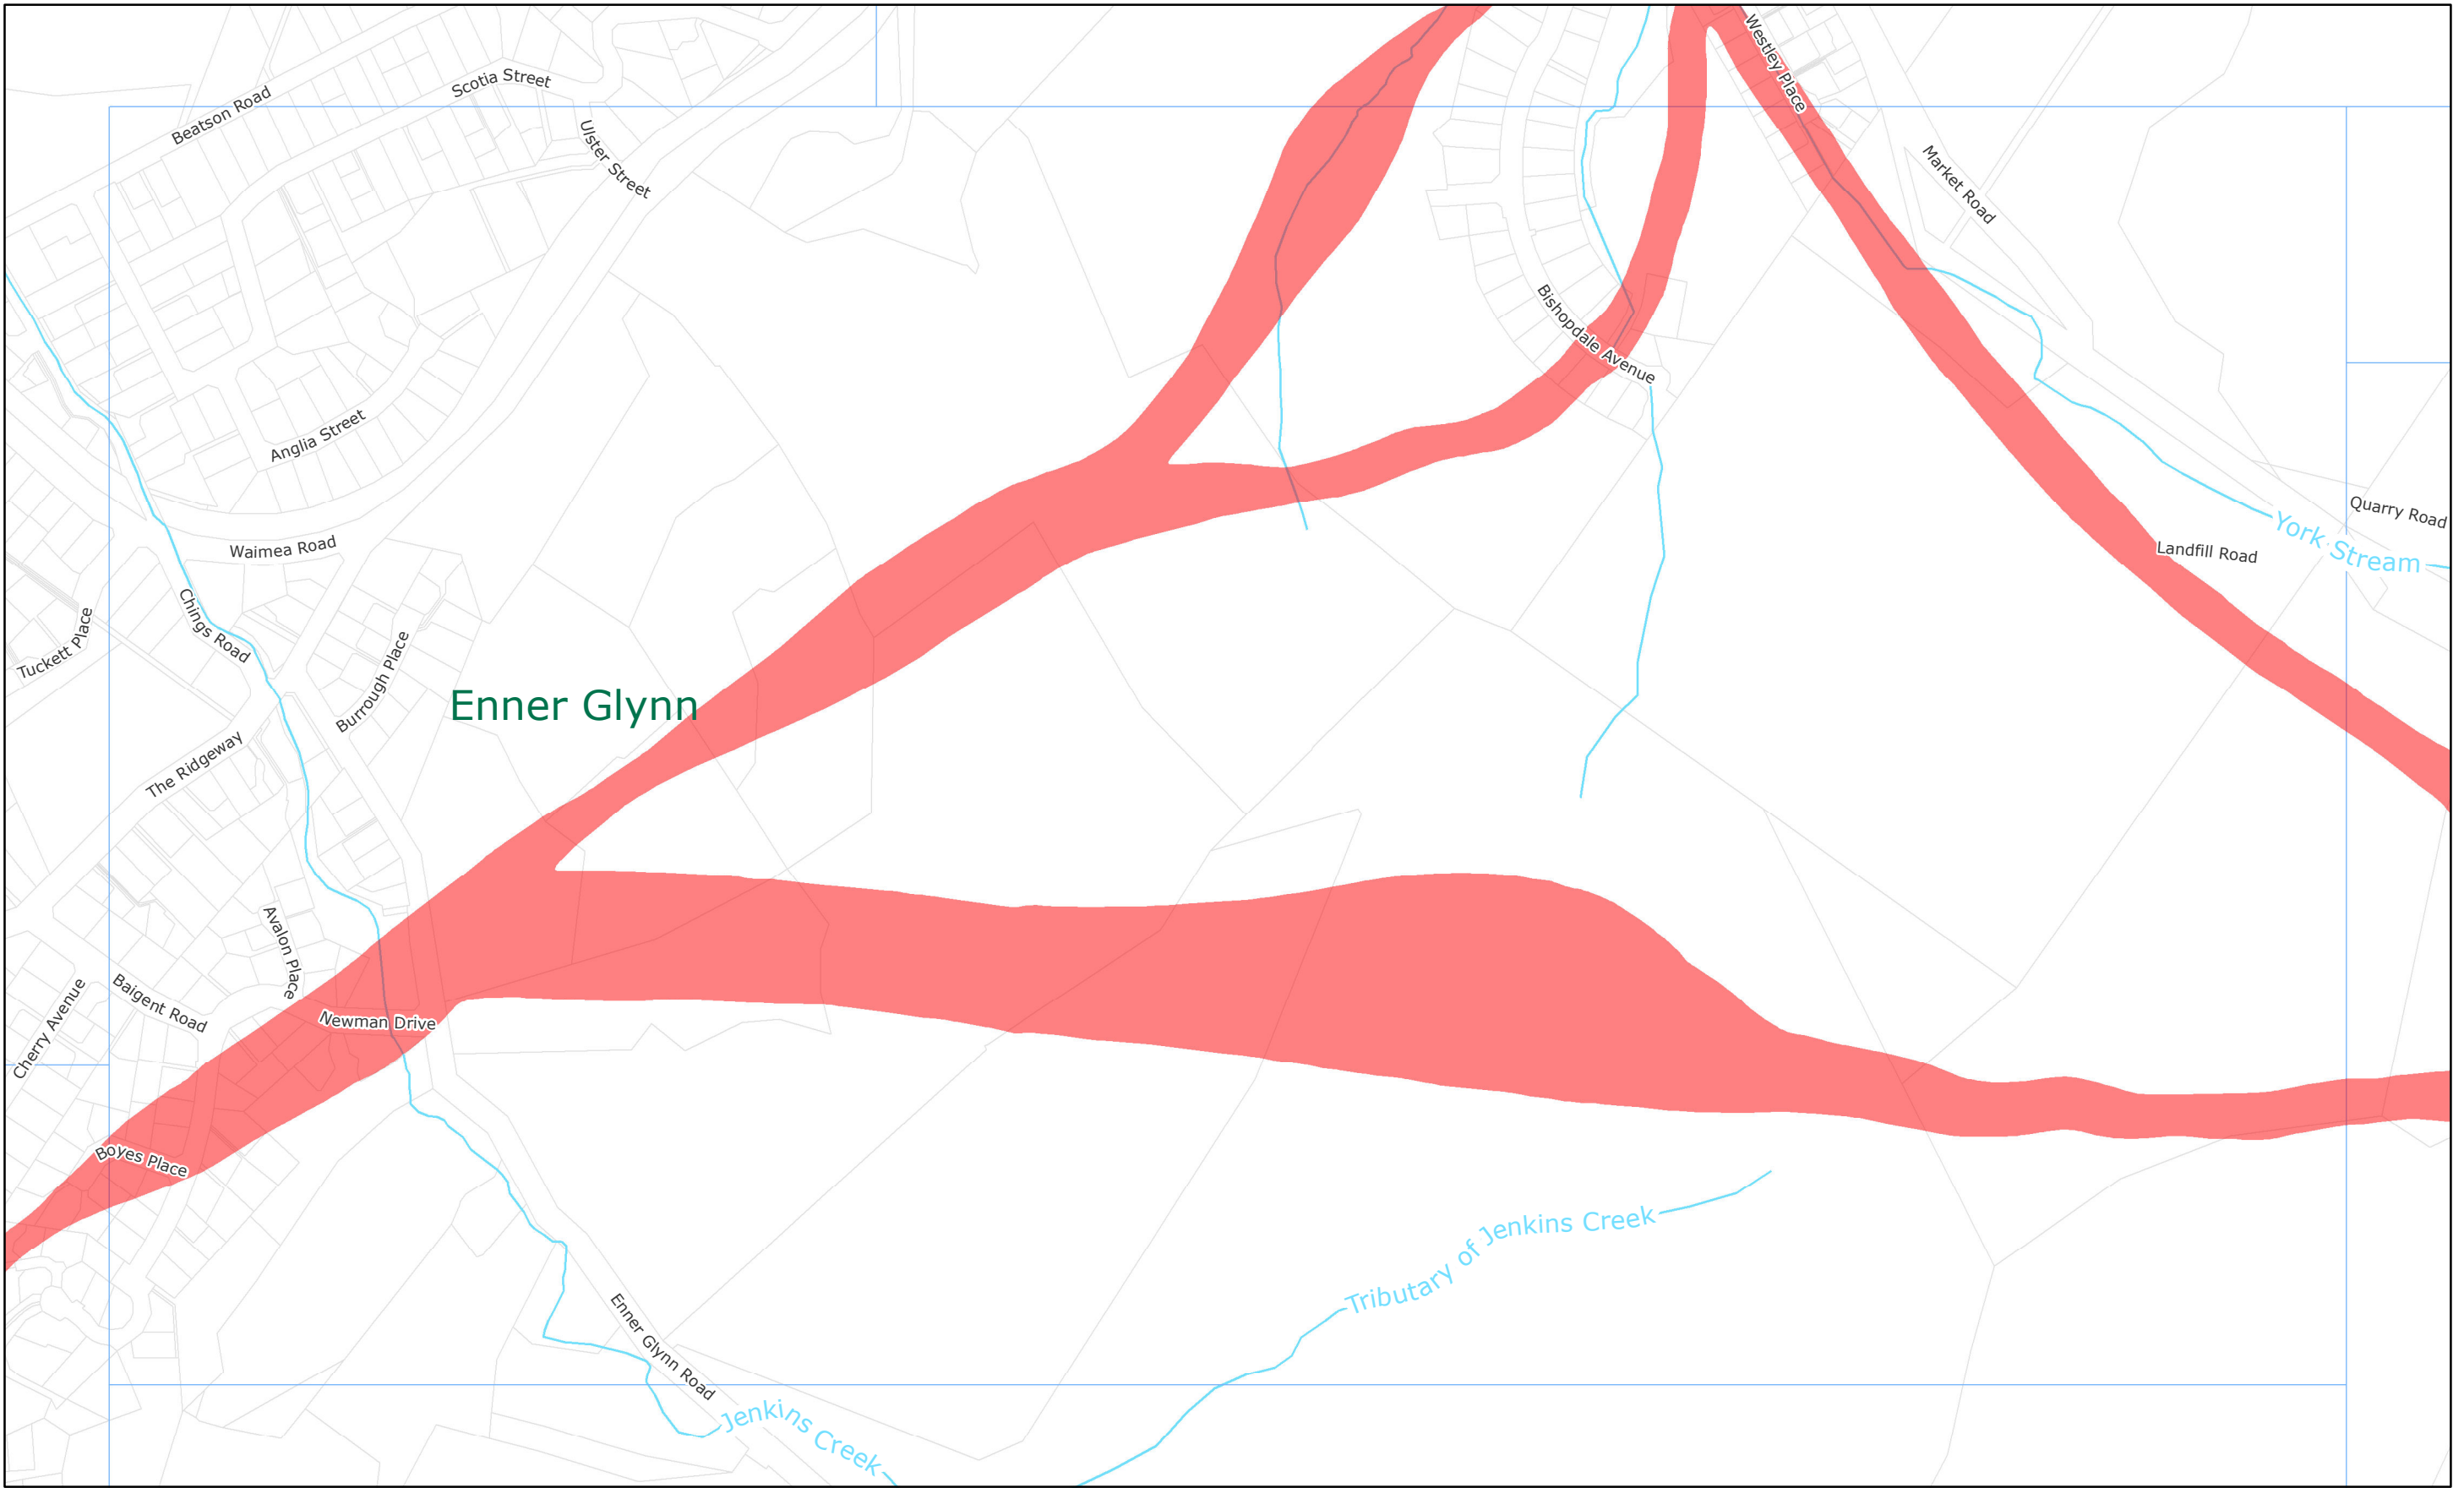 Westley Place
Scotia Street
Beatson Road
Ulster Street
Market Road
Bishopdale Avenue
Anglia Street
Quarry Road
York Stream
Landfill Road
Waimea Road
Chings Road
Tuckett Place
Burrough Place
Enner Glynn
The Ridgeway
Avalon Place
Baigent Road
Cherry Avenue
Newman Drive
Boyes Place
Tributary of Jenkins Creek
Enner Glynn Road
Jenkins Creek